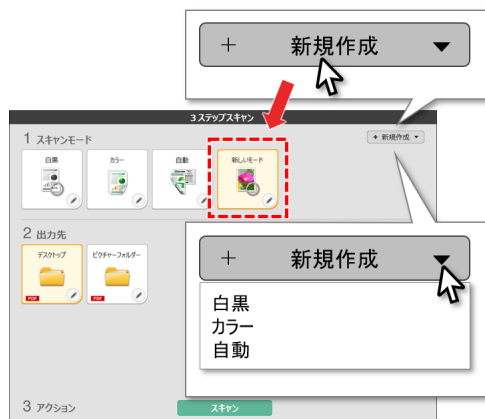 + 新規作成 ▼
3ステップスキャン
1 スキャンモード
+ 新規作成 ▼
白黒
カラー
自動
新しいモード
2 出力先
デスクトップ
ピクチャーフォルダー
PDF
PDF
+ 新規作成 ▼
白黒
カラー
自動
3 アクション
スキャン